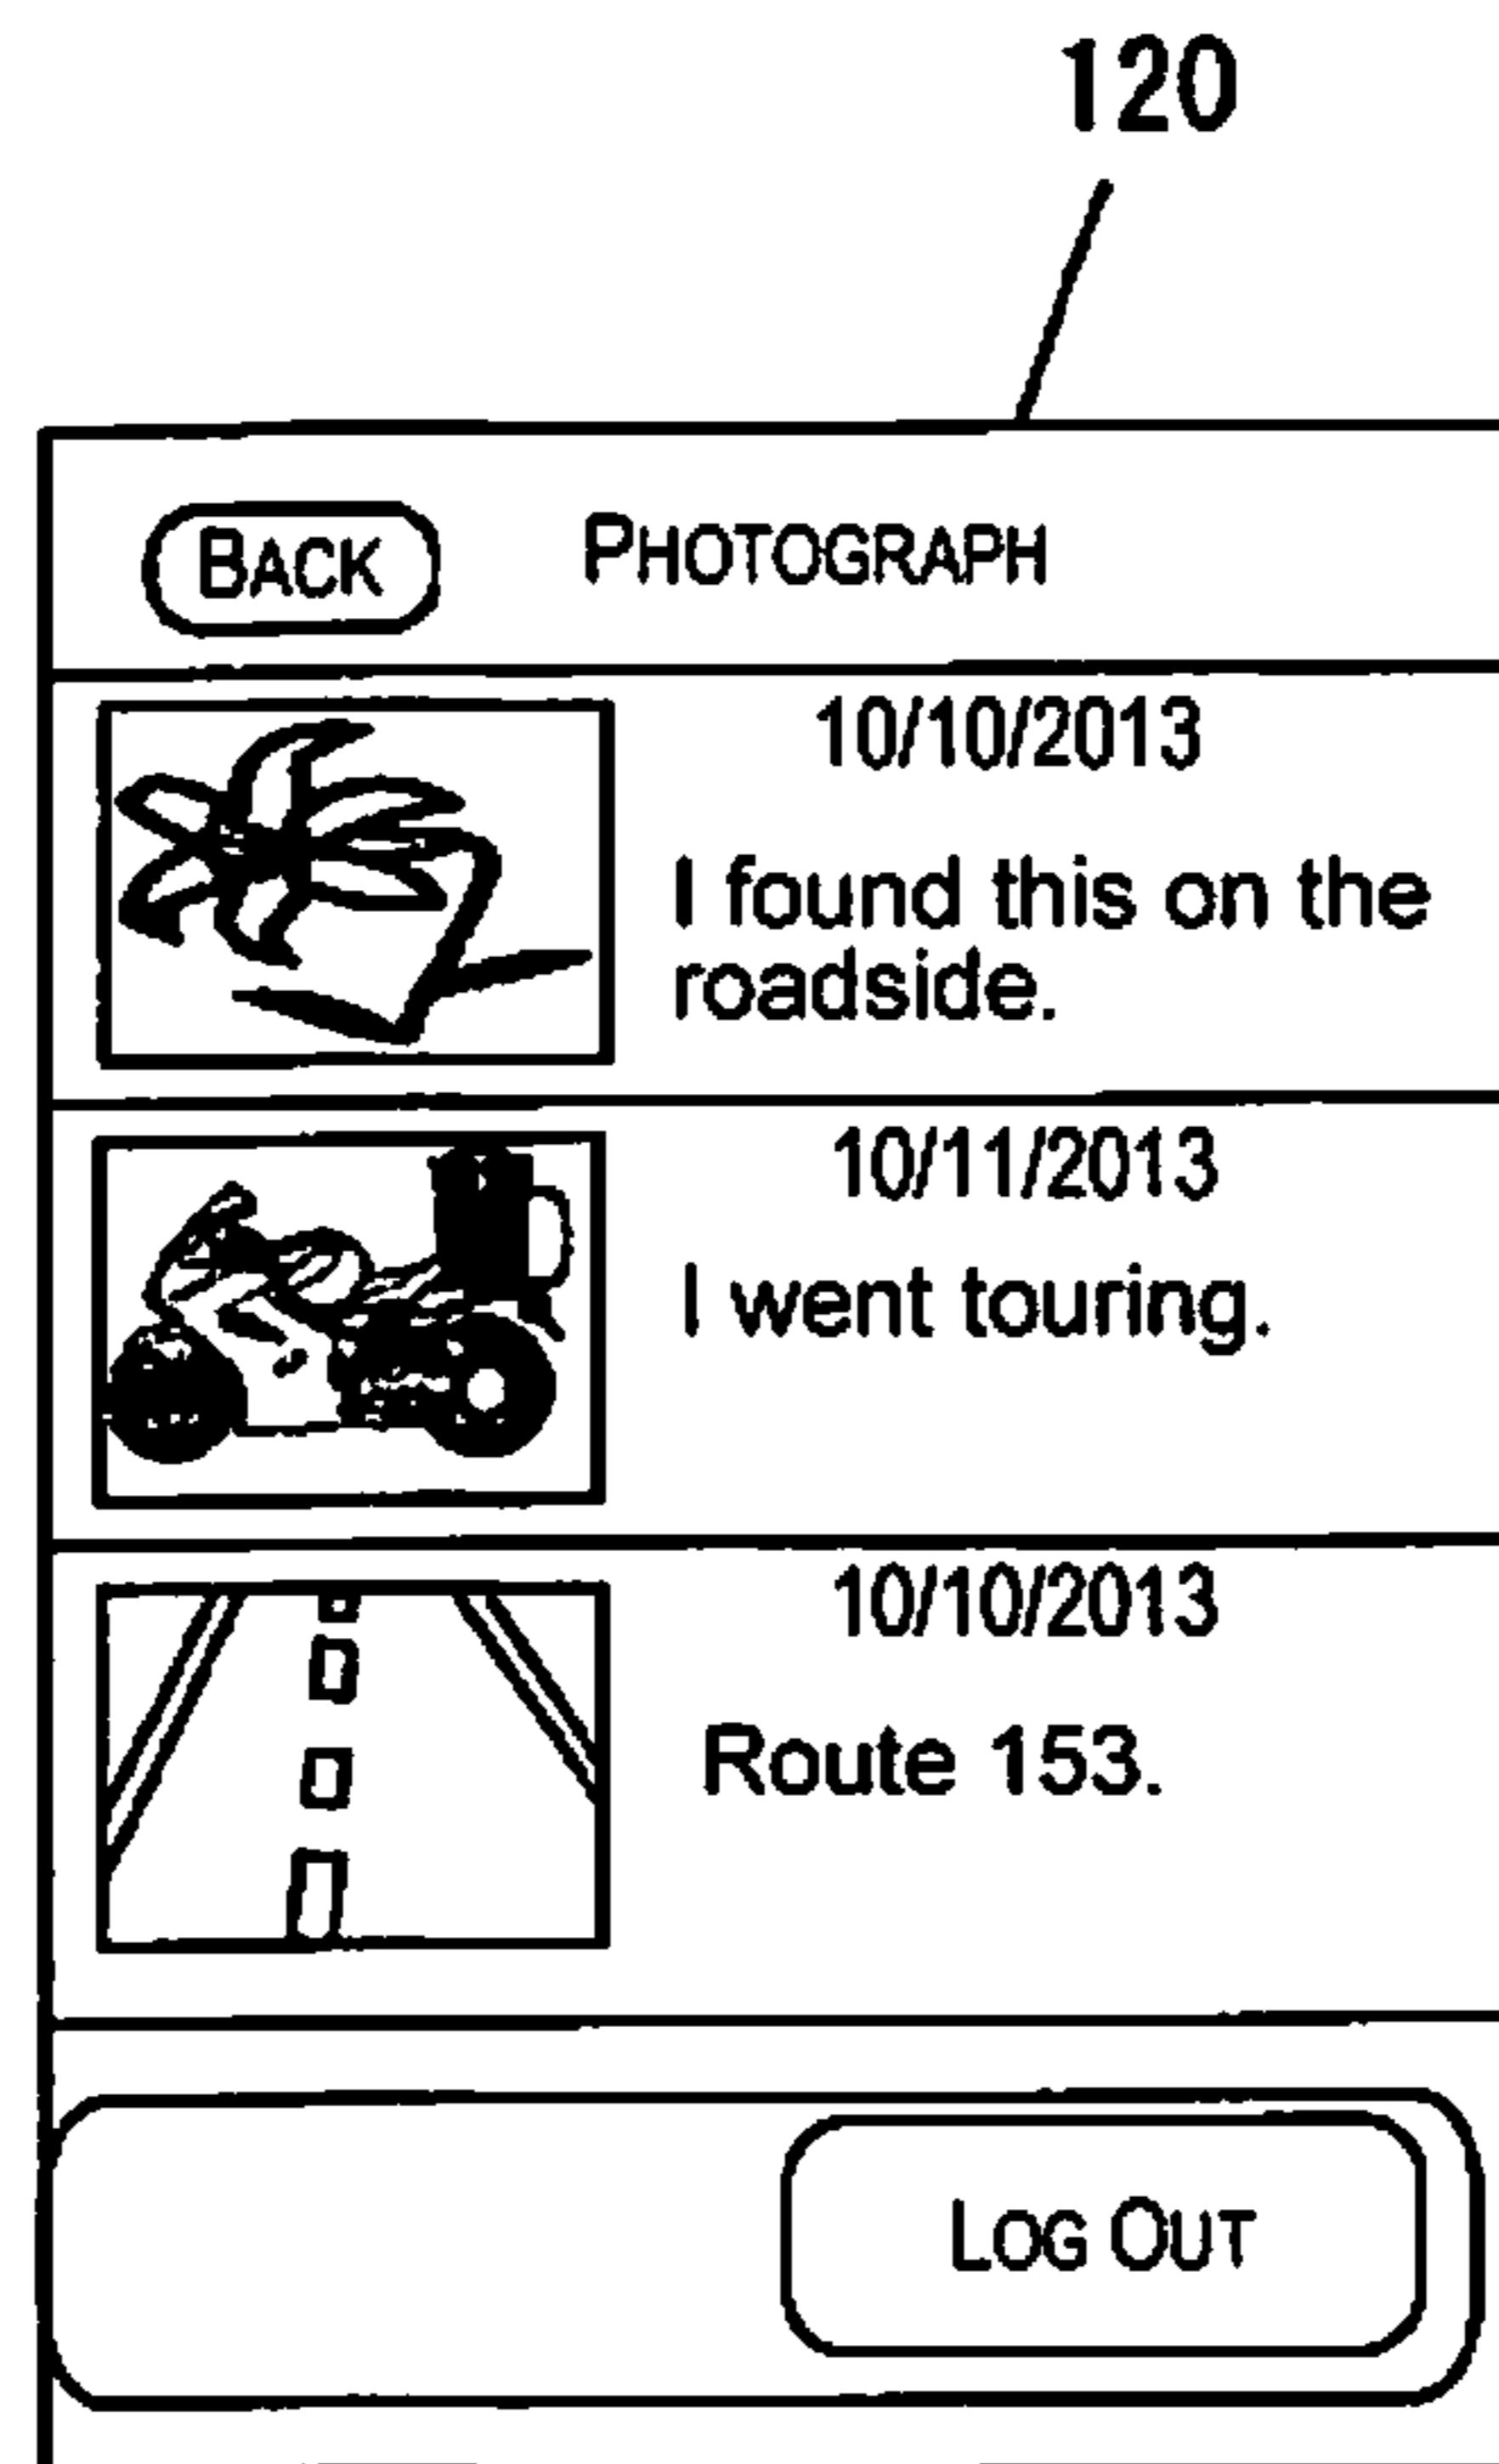 120
BACK PHOTOGRAPH
10/10/2013
I found this on the
roadside.
10/11/2013
I went touring.
10/10/2013
Route 153.
LOG OUT